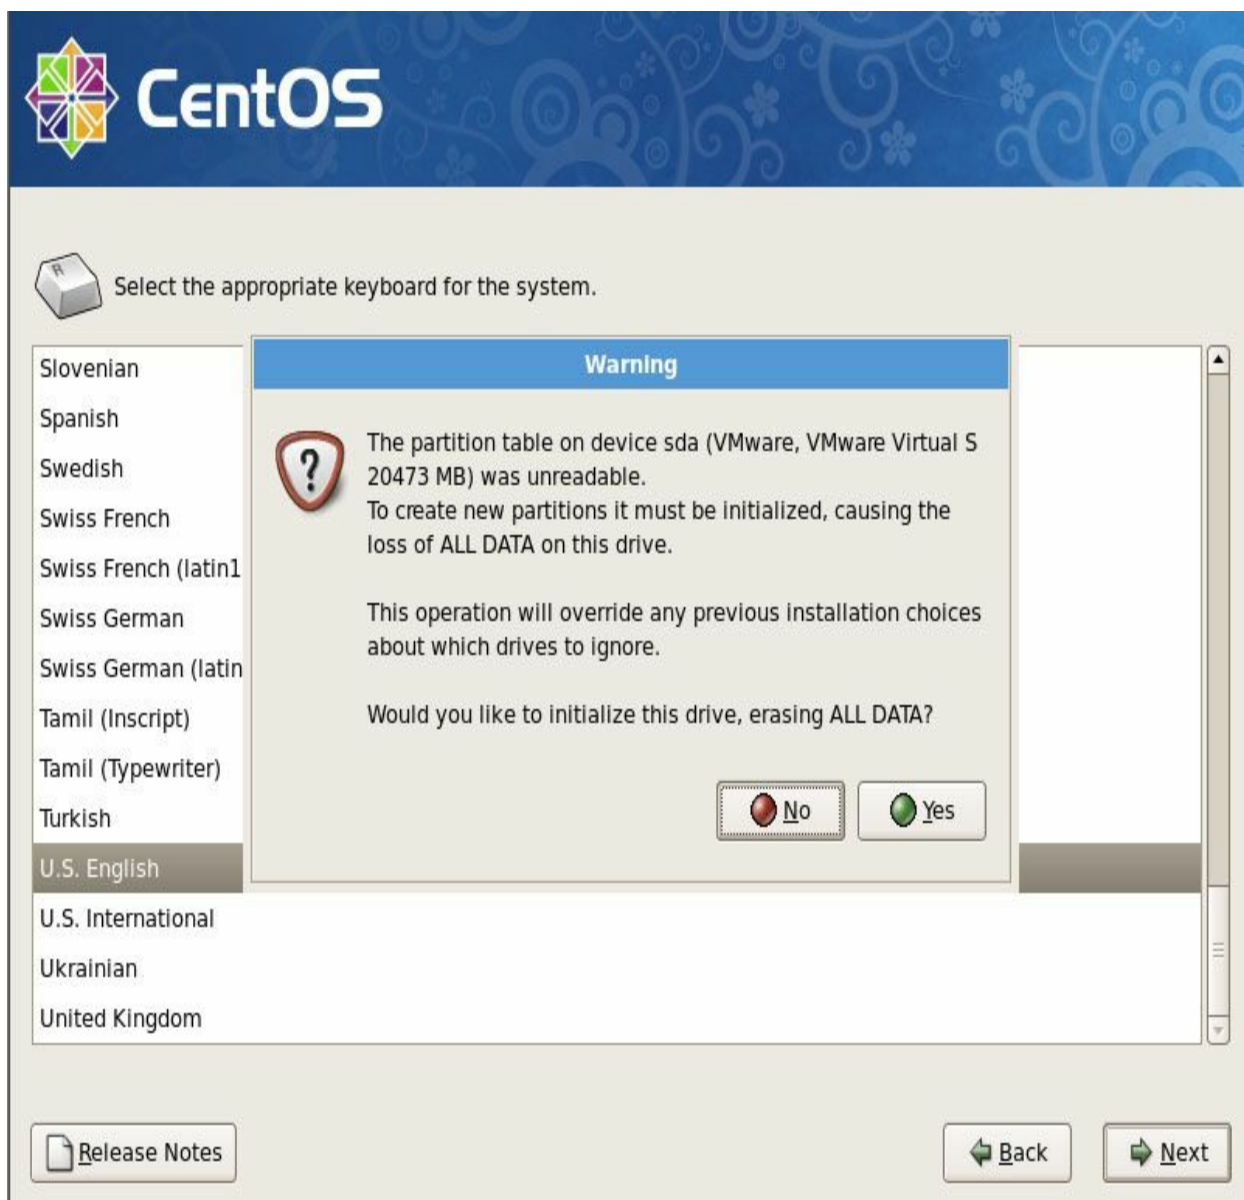 CentOS
Select the appropriate keyboard for the system.
Slovenian
Spanish
Swedish
Swiss French
Swiss French (latin1
Swiss German
Swiss German (latin
Tamil (Inscript)
Tamil (Typewriter)
Turkish
U.S. English
U.S. International
Ukrainian
United Kingdom
Warning
The partition table on device sda (VMware, VMware Virtual S
20473 MB) was unreadable.
To create new partitions it must be initialized, causing the
loss of ALL DATA on this drive.
This operation will override any previous installation choices
about which drives to ignore.
Would you like to initialize this drive, erasing ALL DATA?
No
Yes
Release Notes
Back
Next